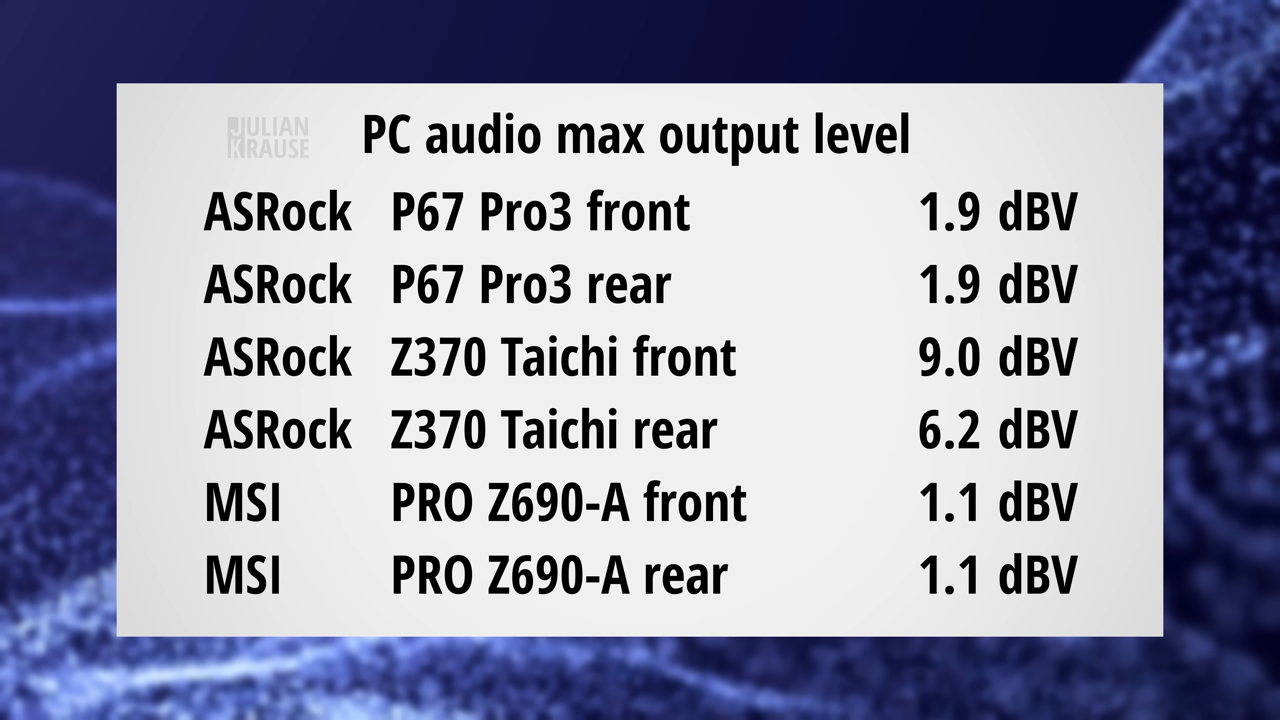 JULIAN
KRAUSE
PC audio max output level
ASRock P67 Pro3 front 1.9 dBV
ASRock P67 Pro3 rear 1.9 dBV
ASRock Z370 Taichi front 9.0 dBV
ASRock Z370 Taichi rear 6.2 dBV
MSI PRO Z690-A front 1.1 dBV
MSI PRO Z690-A rear 1.1 dBV